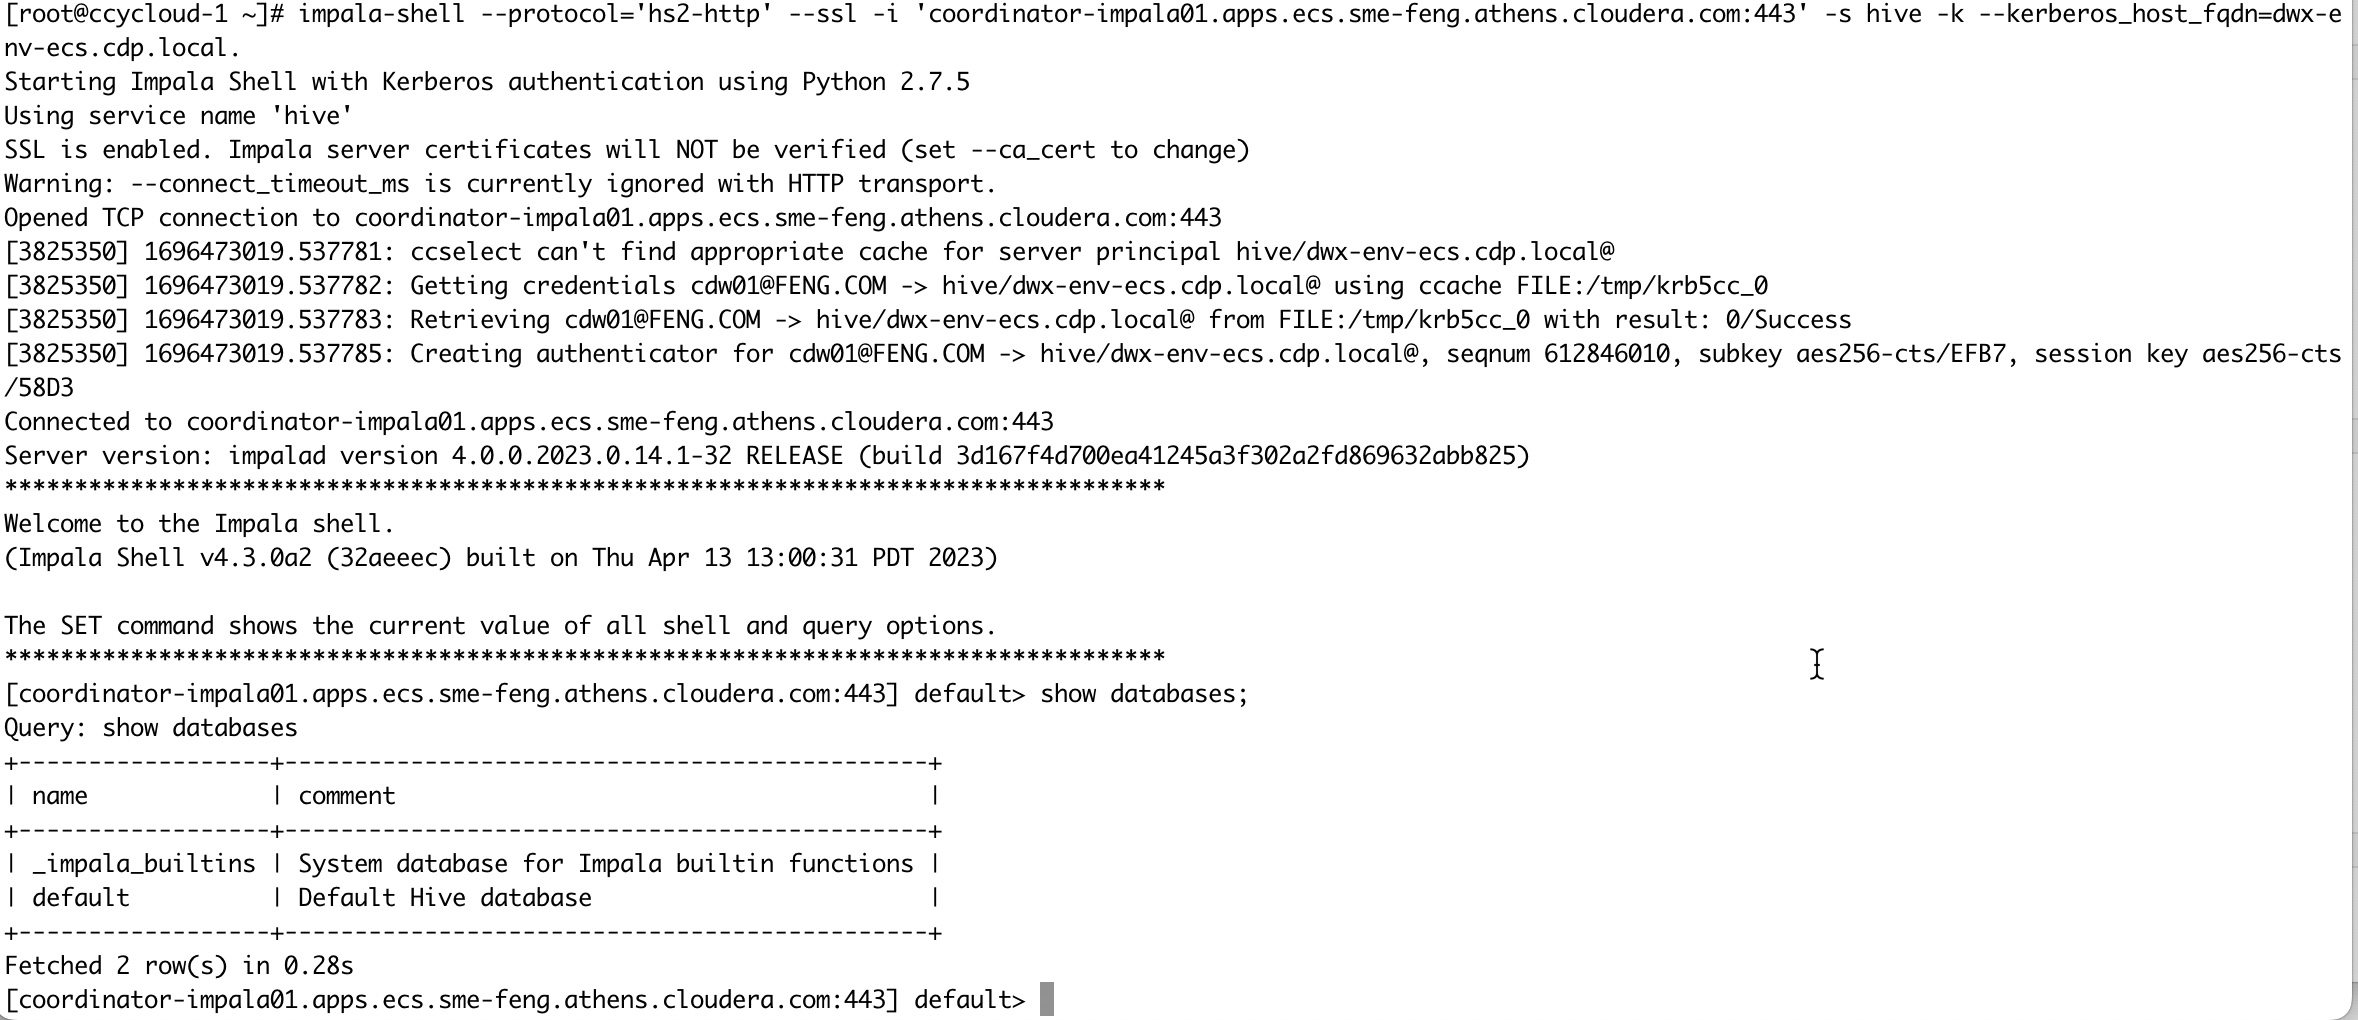 [root@ccycloud-1 ~]# impala-shell --protocol='hs2-http' --ssl -i 'coordinator-impala01.apps.ecs.sme-feng.athens.cloudera.com:443' -s hive -k --kerberos_host_fqdn=dwx-e
nv-ecs.cdp.local.
Starting Impala Shell with Kerberos authentication using Python 2.7.5
Using service name 'hive'
SSL is enabled. Impala server certificates will NOT be verified (set --ca_cert to change)
Warning: --connect_timeout_ms is currently ignored with HTTP transport.
Opened TCP connection to coordinator-impala01.apps.ecs.sme-feng.athens.cloudera.com:443
[3825350] 1696473019.537781: ccselect can't find appropriate cache for server principal hive/dwx-env-ecs.cdp.local@
[3825350] 1696473019.537782: Getting credentials cdw01@FENG.COM -> hive/dwx-env-ecs.cdp.local@ using ccache FILE:/tmp/krb5cc_0
[3825350] 1696473019.537783: Retrieving cdw01@FENG.COM -> hive/dwx-env-ecs.cdp.local@ from FILE:/tmp/krb5cc_0 with result: 0/Success
[3825350] 1696473019.537785: Creating authenticator for cdw01@FENG.COM -> hive/dwx-env-ecs.cdp.local@, seqnum 612846010, subkey aes256-cts/EFB7, session key aes256-cts
/58D3
Connected to coordinator-impala01.apps.ecs.sme-feng.athens.cloudera.com:443
Server version: impalad version 4.0.0.2023.0.14.1-32 RELEASE (build 3d167f4d700ea41245a3f302a2fd869632abb825)
***********************************************************************************
Welcome to the Impala shell.
(Impala Shell v4.3.0a2 (32aeeec) built on Thu Apr 13 13:00:31 PDT 2023)

The SET command shows the current value of all shell and query options.
***********************************************************************************
[coordinator-impala01.apps.ecs.sme-feng.athens.cloudera.com:443] default> show databases;
Query: show databases
+------------------+----------------------------------------------+
| name             | comment                                      |
+------------------+----------------------------------------------+
| _impala_builtins | System database for Impala builtin functions |
| default          | Default Hive database                        |
+------------------+----------------------------------------------+
Fetched 2 row(s) in 0.28s
[coordinator-impala01.apps.ecs.sme-feng.athens.cloudera.com:443] default>